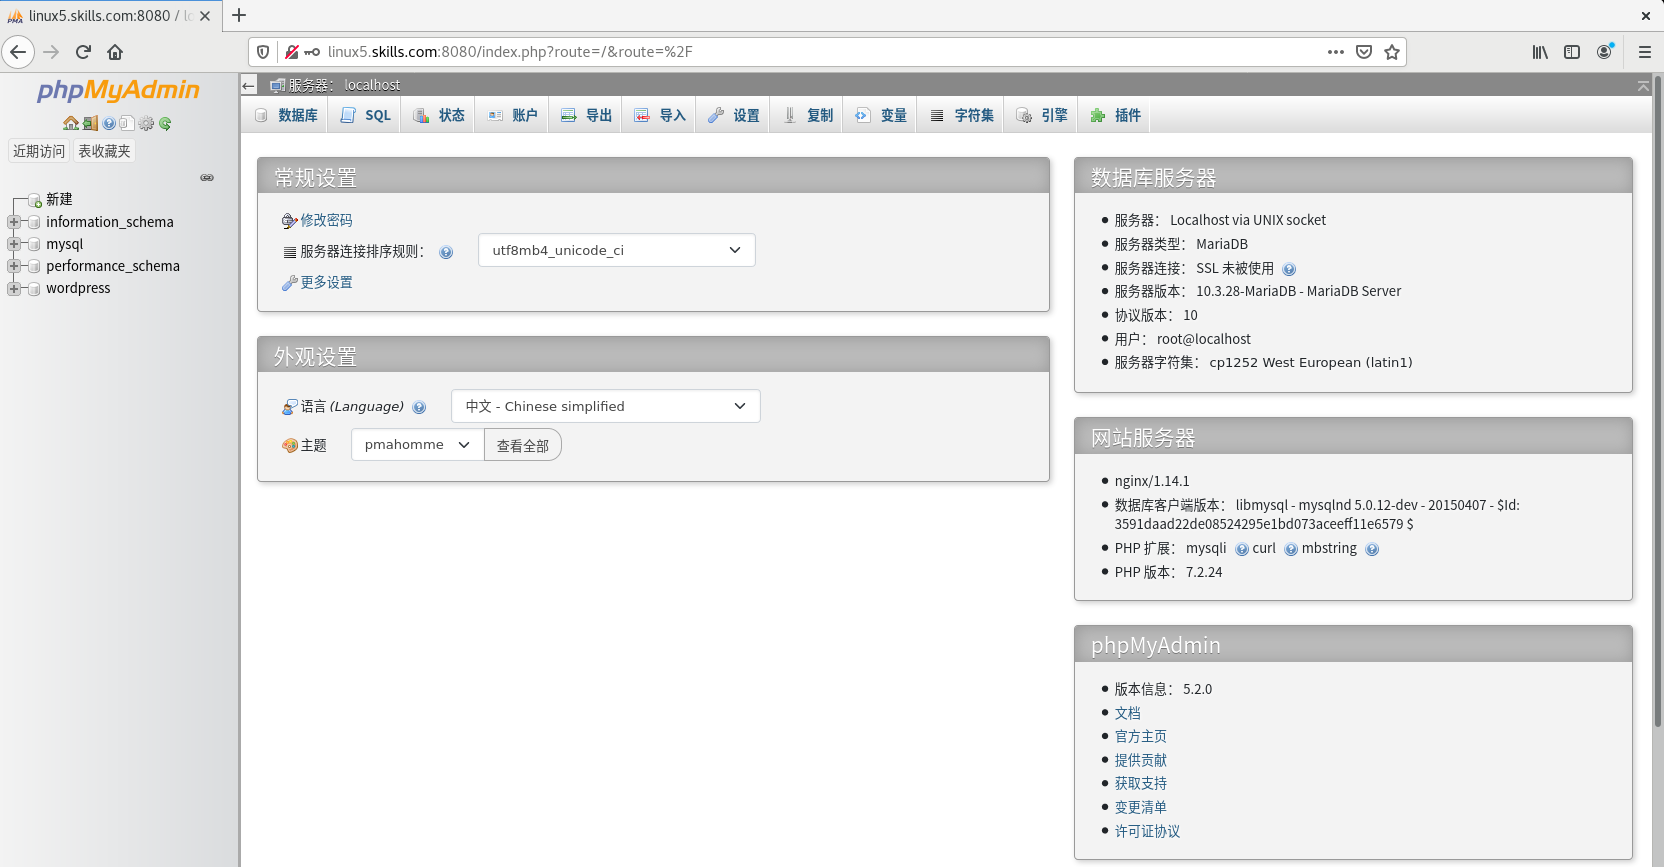 linux5.skills.com:8080 / lo
linux5.skills.com:8080/index.php?route=/&route=%2F
phpMyAdmin
近期访问 表收藏夹
新建
information_schema
mysql
performance_schema
wordpress
服务器： localhost
数据库 SQL 状态 账户 导出 导入 设置 复制 变量 字符集 引擎 插件
常规设置
修改密码
服务器连接排序规则： utf8mb4_unicode_ci
更多设置
外观设置
语言 (Language) 中文 - Chinese simplified
主题 pmahomme 查看全部
数据库服务器
服务器： Localhost via UNIX socket
服务器类型： MariaDB
服务器连接： SSL 未被使用
服务器版本： 10.3.28-MariaDB - MariaDB Server
协议版本： 10
用户： root@localhost
服务器字符集： cp1252 West European (latin1)
网站服务器
nginx/1.14.1
数据库客户端版本： libmysql - mysqlnd 5.0.12-dev - 20150407 - $Id:
3591daad22de08524295e1bd073aceeff11e6579 $
PHP 扩展： mysqli curl mbstring
PHP 版本： 7.2.24
phpMyAdmin
版本信息： 5.2.0
文档
官方主页
提供贡献
获取支持
变更清单
许可证协议